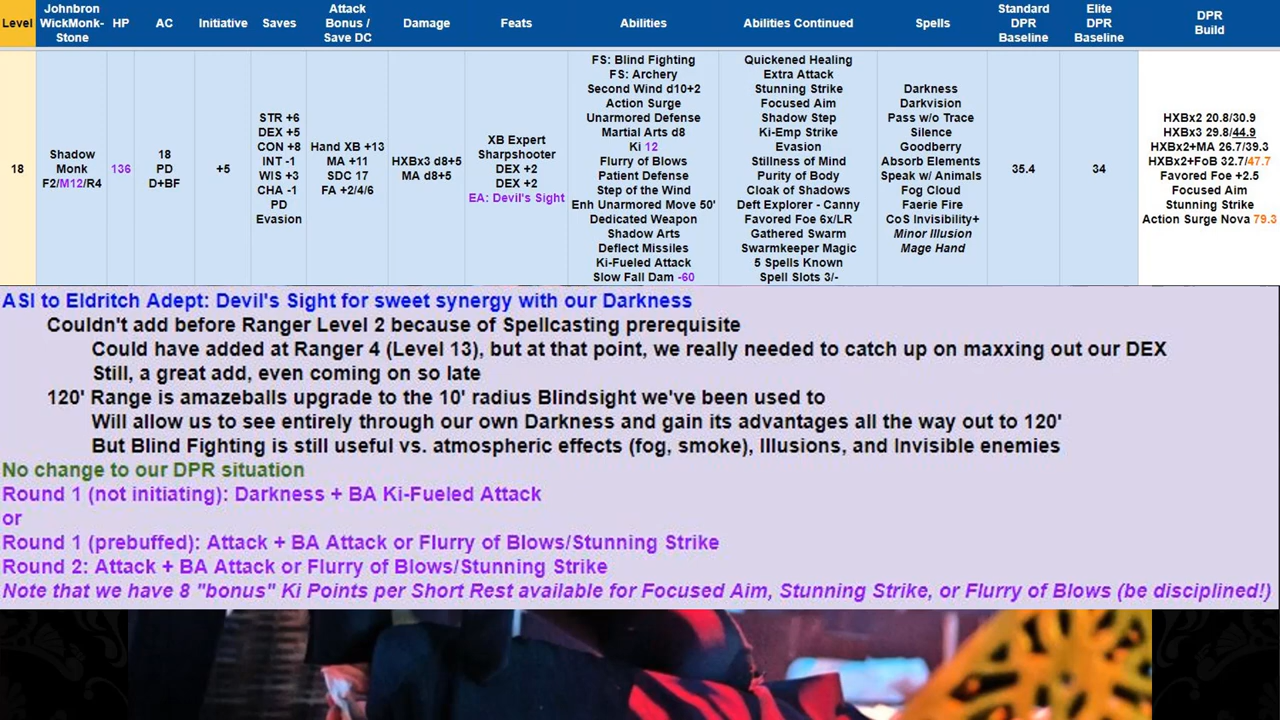 Level
Johnbron
WickMonk-
Stone
HP
AC
Initiative
Saves
Attack
Bonus /
Save DC
Damage
Feats
Abilities
Abilities Continued
Spells
Standard
DPR
Baseline
Elite
DPR
Baseline
DPR
Build
18
Shadow
Monk
F2/M12/R4
136
18
PD
D+BF
+5
STR +6
DEX +5
CON +8
INT -1
WIS +3
CHA -1
PD
Evasion
Hand XB +13
MA +11
SDC 17
FA +2/4/6
HXBx3 d8+5
MA d8+5
XB Expert
Sharpshooter
DEX +2
DEX +2
EA: Devil's Sight
FS: Blind Fighting
FS: Archery
Second Wind d10+2
Action Surge
Unarmored Defense
Martial Arts d8
Ki 12
Flurry of Blows
Patient Defense
Step of the Wind
Enh Unarmored Move 50'
Dedicated Weapon
Shadow Arts
Deflect Missiles
Ki-Fueled Attack
Slow Fall Dam -60
Quickened Healing
Extra Attack
Stunning Strike
Focused Aim
Shadow Step
Ki-Emp Strike
Evasion
Stillness of Mind
Purity of Body
Cloak of Shadows
Deft Explorer - Canny
Favored Foe 6x/LR
Gathered Swarm
Swarmkeeper Magic
5 Spells Known
Spell Slots 3/-
Darkness
Darkvision
Pass w/o Trace
Silence
Goodberry
Absorb Elements
Speak w/ Animals
Fog Cloud
Faerie Fire
CoS Invisibility+
Minor Illusion
Mage Hand
35.4
34
HXBx2 20.8/30.9
HXBx3 29.8/44.9
HXBx2+MA 26.7/39.3
HXBx2+FoB 32.7/47.7
Favored Foe +2.5
Focused Aim
Stunning Strike
Action Surge Nova 79.3
ASI to Eldritch Adept: Devil's Sight for sweet synergy with our Darkness
Couldn't add before Ranger Level 2 because of Spellcasting prerequisite
Could have added at Ranger 4 (Level 13), but at that point, we really needed to catch up on maxxing out our DEX
Still, a great add, even coming on so late
120' Range is amazeballs upgrade to the 10' radius Blindsight we've been used to
Will allow us to see entirely through our own Darkness and gain its advantages all the way out to 120'
But Blind Fighting is still useful vs. atmospheric effects (fog, smoke), Illusions, and Invisible enemies
No change to our DPR situation
Round 1 (not initiating): Darkness + BA Ki-Fueled Attack
or
Round 1 (prebuffed): Attack + BA Attack or Flurry of Blows/Stunning Strike
Round 2: Attack + BA Attack or Flurry of Blows/Stunning Strike
Note that we have 8 "bonus" Ki Points per Short Rest available for Focused Aim, Stunning Strike, or Flurry of Blows (be disciplined!)